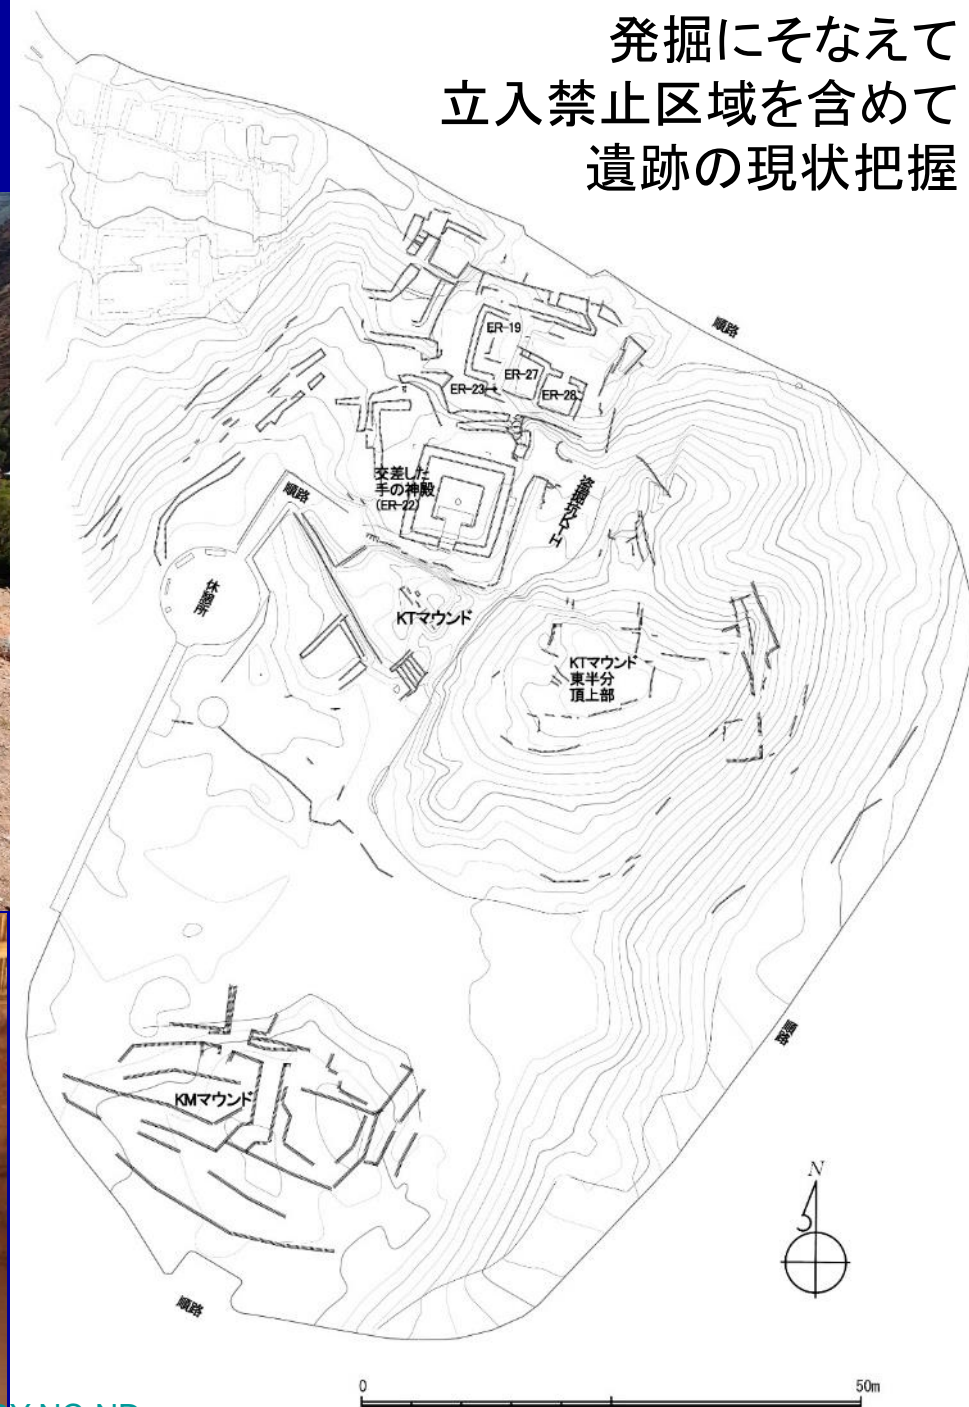 発掘にそなえて
立入禁止区域を含めて
遺跡の現状把握
順路
ER-19
ER-27
ER-23
ER-28
交差した
手の神殿
(ER-22)
盗掘坑KT-H
順路
休憩所
KTマウンド
KTマウンド
東半分
頂上部
順路
KMマウンド
N
順路
0
50m